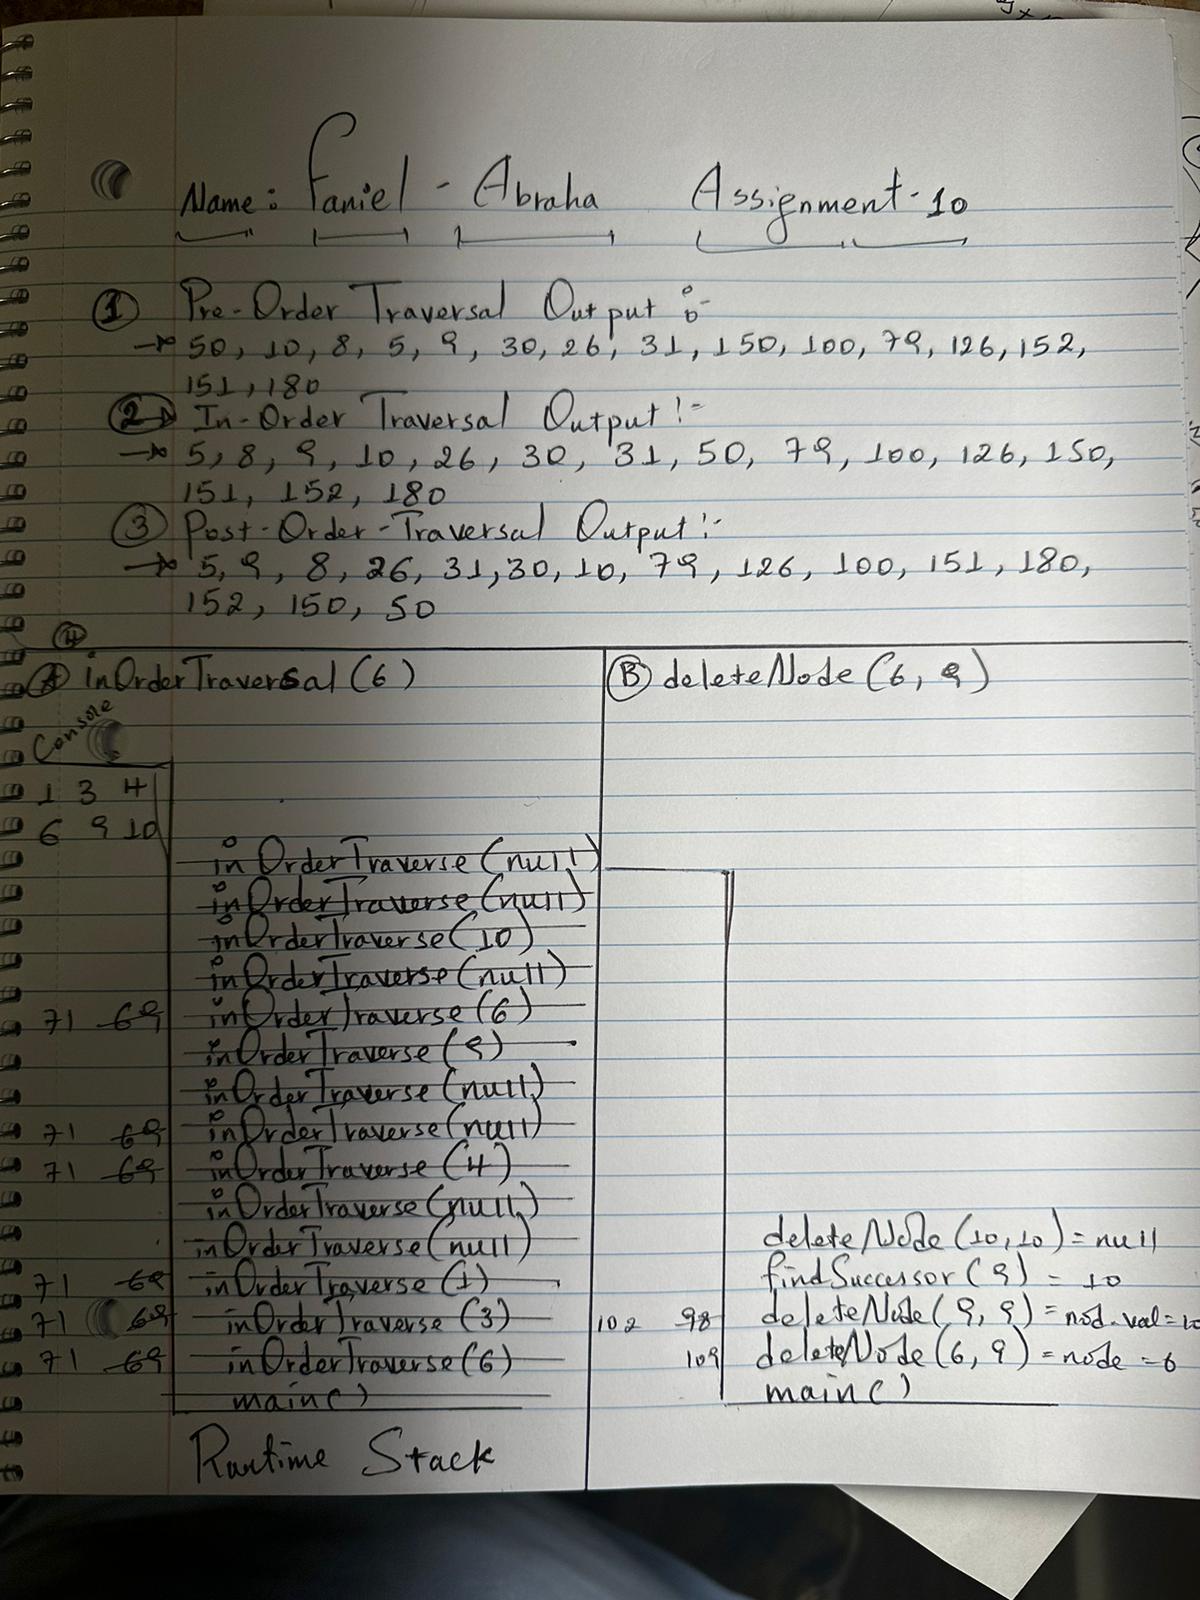 Name: Faniel - Abraha Assignment-10
① Pre-Order Traversal Output :-
→ 50, 10, 8, 5, 9, 30, 26, 31, 150, 100, 79, 126, 152,
151, 180
② In-Order Traversal Output :-
→ 5, 8, 9, 10, 26, 30, 31, 50, 79, 100, 126, 150,
151, 152, 180
③ Post-Order-Traversal Output :-
→ 5, 9, 8, 26, 31, 30, 10, 79, 126, 100, 151, 180,
152, 150, 50
④
Ⓐ inOrderTraversal(6)
Console
1 3 4
6 9 10
inOrderTraverse(null)
inOrderTraverse(null)
inOrderTraverse(10)
inOrderTraverse(null)
71 69 inOrderTraverse(6)
inOrderTraverse(9)
inOrderTraverse(null)
71 69 inOrderTraverse(null)
71 69 inOrderTraverse(4)
inOrderTraverse(null)
inOrderTraverse(null)
71 69 inOrderTraverse(1)
71 69 inOrderTraverse(3)
71 69 inOrderTraverse(6)
main()
Runtime Stack
Ⓑ deleteNode(6, 9)
deleteNode(10,10) = null
findSuccessor(9) = 10
102 98 deleteNode(9, 9) = nod.val=10
109 deleteNode(6, 9) = node = 6
main()